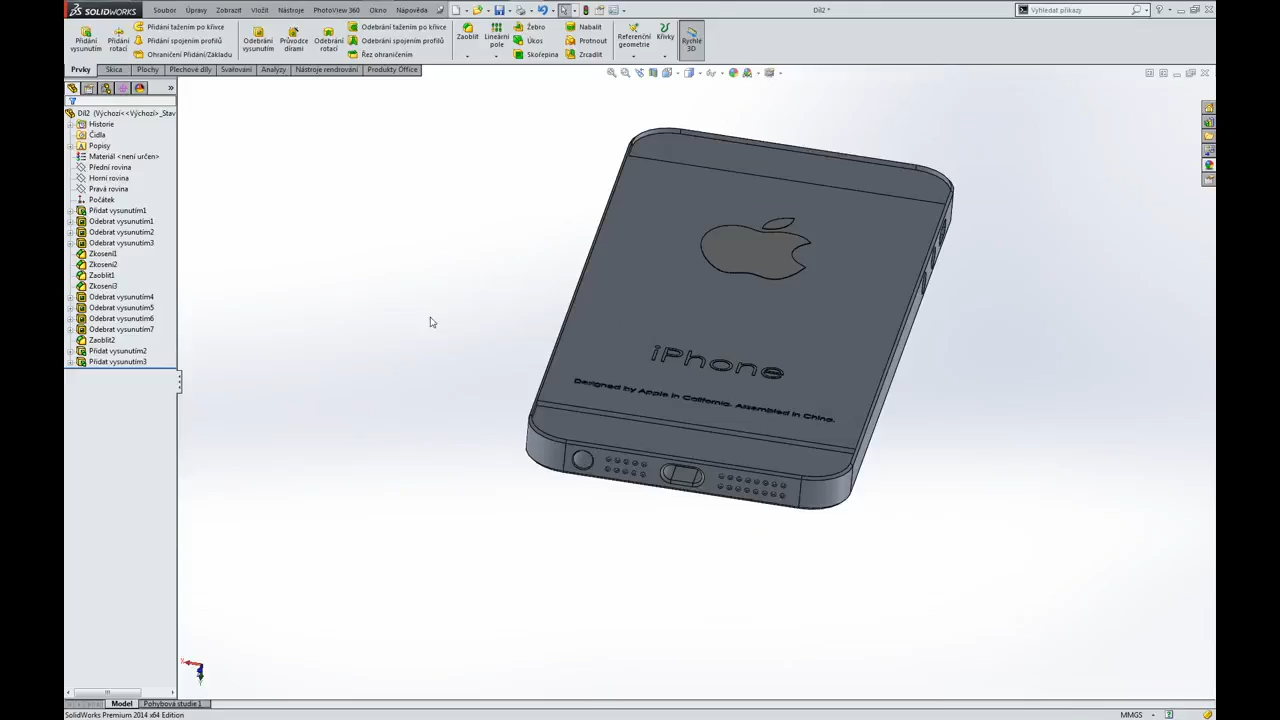 SOLIDWORKS
Soubor Úpravy Zobrazit Vložit Nástroje PhotoView 360 Okno Nápověda
Díl2 *
Vyhledat příkazy
Přidání vysunutím
Přidání rotací
Přidání tažením po křivce
Přidání spojením profilů
Ohraničení Přidání/Základu
Odebrání vysunutím
Průvodce dírami
Odebrání rotací
Odebrání tažením po křivce
Odebrání spojením profilů
Řez ohraničením
Zaoblit
Lineární pole
Žebro
Úkos
Skořepina
Nabalit
Protnout
Zrcadlit
Referenční geometrie
Křivky
Rychlé 3D
Prvky Skica Plochy Plechové díly Svařování Analýzy Nástroje rendrování Produkty Office
Díl2 (Výchozí<<Výchozí>_Stav
Historie
Čidla
Popisy
Materiál <není určen>
Přední rovina
Horní rovina
Pravá rovina
Počátek
Přidat vysunutím1
Odebrat vysunutím1
Odebrat vysunutím2
Odebrat vysunutím3
Zkosení1
Zkosení2
Zaoblit1
Zkosení3
Odebrat vysunutím4
Odebrat vysunutím5
Odebrat vysunutím6
Odebrat vysunutím7
Zaoblit2
Přidat vysunutím2
Přidat vysunutím3
iPhone
Designed by Apple in California. Assembled in China.
Model Pohybová studie 1
SolidWorks Premium 2014 x64 Edition
MMGS